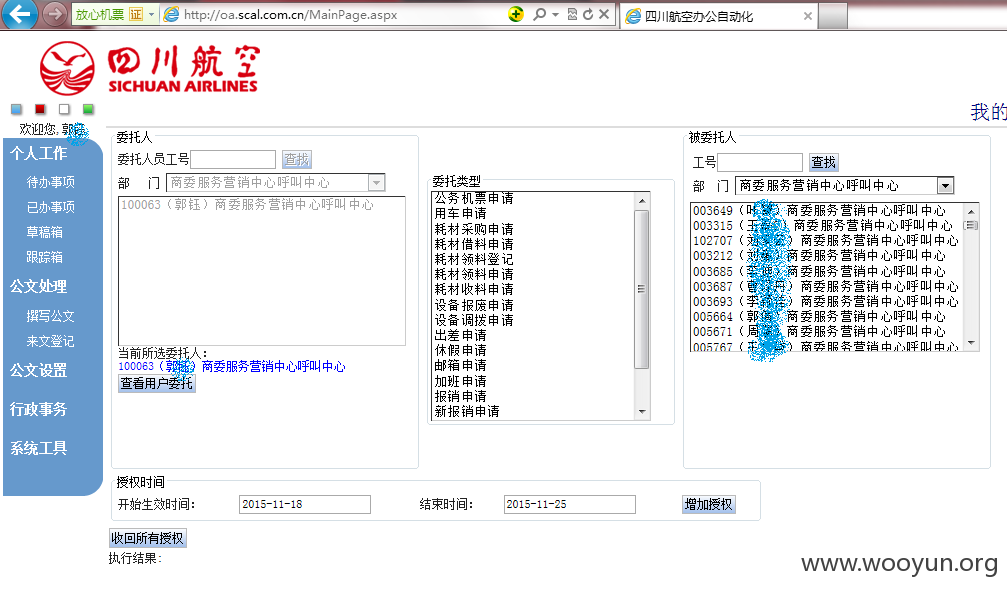 放心机票 证
http://oa.scal.com.cn/MainPage.aspx
四川航空办公自动化
四川航空
SICHUAN AIRLINES
我的
欢迎您,郭
个人工作
待办事项
已办事项
草稿箱
跟踪箱
公文处理
撰写公文
来文登记
公文设置
行政事务
系统工具
委托人
委托人员工号
查找
部 门 商委服务营销中心呼叫中心
100063（郭钰）商委服务营销中心呼叫中心
当前所选委托人:
100063（郭 ）商委服务营销中心呼叫中心
查看用户委托
委托类型
公务机票申请
用车申请
耗材采购申请
耗材借料申请
耗材领料登记
耗材领料申请
耗材收料申请
设备报废申请
设备调拨申请
出差申请
休假申请
邮箱申请
加班申请
报销申请
新报销申请
被委托人
工号
查找
部 门 商委服务营销中心呼叫中心
003649（ 商委服务营销中心呼叫中心
003315（王 商委服务营销中心呼叫中心
102707（ 商委服务营销中心呼叫中心
003212（ 商委服务营销中心呼叫中心
003685（ 商委服务营销中心呼叫中心
003687（ 商委服务营销中心呼叫中心
003693（李 商委服务营销中心呼叫中心
005664（郭 商委服务营销中心呼叫中心
005671（周 商委服务营销中心呼叫中心
005767（ 商委服务营销中心呼叫中心
授权时间
开始生效时间: 2015-11-18
结束时间: 2015-11-25
增加授权
收回所有授权
执行结果:
www.wooyun.org